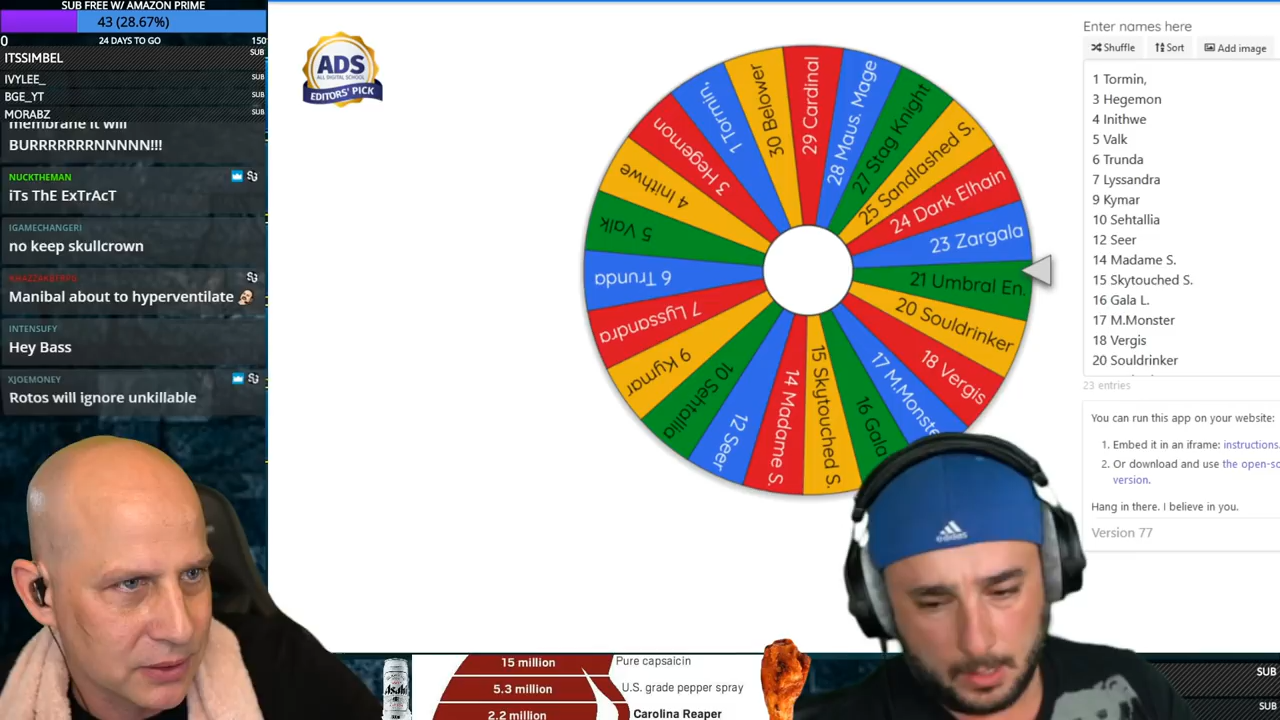 SUB FREE W/ AMAZON PRIME
43 (28.67%)
0
24 DAYS TO GO
150
ITSSIMBEL
SUB
IVYLEE_
SUB
BGE_YT
SUB
MORABZ
SUB
membrane it will
BURRRRRRNNNNN!!!
NUCKTHEMAN
iTs ThE ExTrAcT
IGAMECHANGERI
no keep skullcrown
Manibal about to hyperventilate
INTENSUFY
Hey Bass
XJOEMONEY
Rotos will ignore unkillable
ADS
ALL DIGITAL SCHOOL
EDITORS' PICK
1 Tormin,
30 Belower
29 Cardinal
28 Maus. Mage
27 Stag Knight
25 Sandlashed S.
24 Dark Elhain
23 Zargala
21 Umbral En.
20 Souldrinker
18 Vergis
17 M.Monste
16 Gala
15 Skytouched S.
14 Madame S.
12 Seer
10 Sehtallia
9 Kymar
7 Lyssandra
6 Trunda
5 Valk
4 Inithwe
3 Hegemon
Enter names here
Shuffle
Sort
Add image
1 Tormin,
3 Hegemon
4 Inithwe
5 Valk
6 Trunda
7 Lyssandra
9 Kymar
10 Sehtallia
12 Seer
14 Madame S.
15 Skytouched S.
16 Gala L.
17 M.Monster
18 Vergis
20 Souldrinker
23 entries
You can run this app on your website:
1. Embed it in an iframe: instructions.
2. Or download and use the open-so
version.
Hang in there. I believe in you.
Version 77
adidas
Asahi
15 million
Pure capsaicin
5.3 million
U.S. grade pepper spray
2.2 million
Carolina Reaper
SUB
SUB